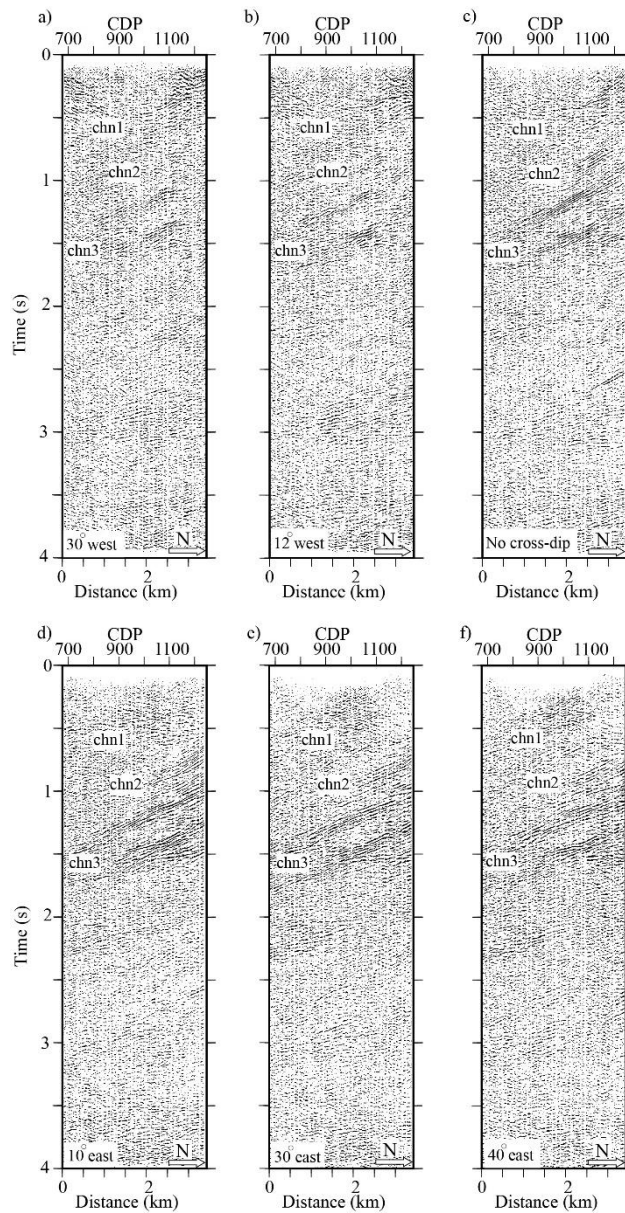 a) CDP
700 900 1100
0
chn1
1
chn2
chn3
2
Time (s)
3
30° west N
4
0 2
Distance (km)
b) CDP
700 900 1100
chn1
chn2
chn3
12° west N
0 2
Distance (km)
c) CDP
700 900 1100
chn1
chn2
chn3
No cross-dip N
0 2
Distance (km)
d) CDP
700 900 1100
0
chn1
chn2
1
chn3
2
Time (s)
3
10° east N
4
0 2
Distance (km)
e) CDP
700 900 1100
chn1
chn2
chn3
30° east N
0 2
Distance (km)
f) CDP
700 900 1100
chn1
chn2
chn3
40° east N
0 2
Distance (km)